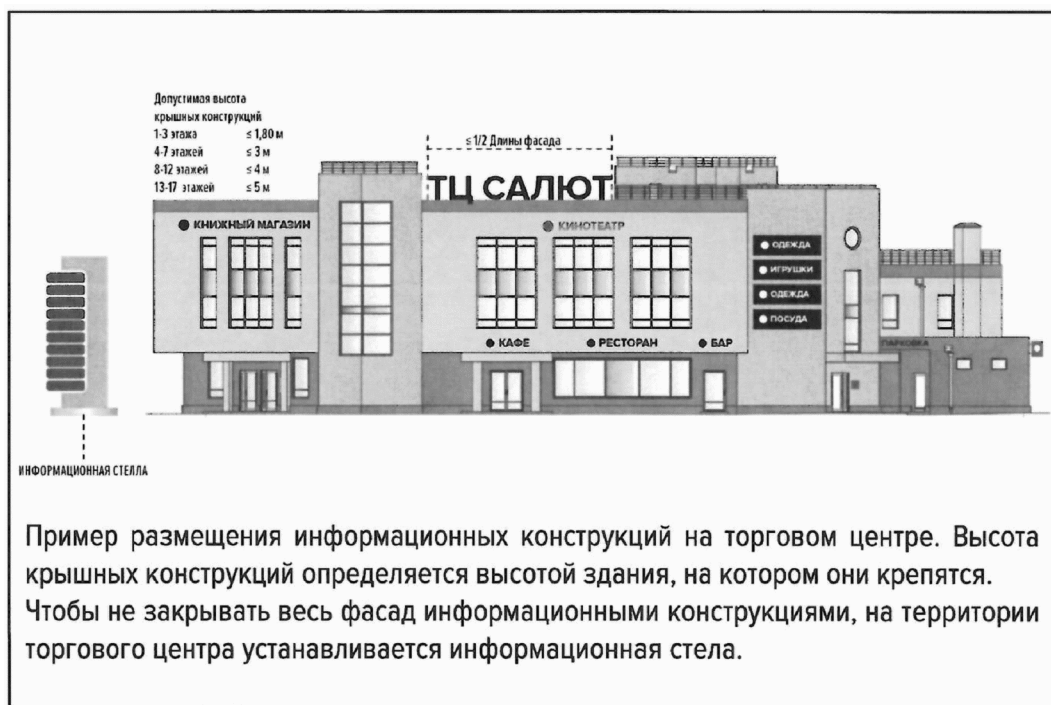 Допустимая высота
крышных конструкций
1-3 этажа ≤ 1,80 м
4-7 этажей ≤ 3 м
8-12 этажей ≤ 4 м
13-17 этажей ≤ 5 м
≤ 1/2 Длины фасада
ТЦ САЛЮТ
КНИЖНЫЙ МАГАЗИН
КИНОТЕАТР
ОДЕЖДА
ИГРУШКИ
ОДЕЖДА
ПОСУДА
КАФЕ
РЕСТОРАН
БАР
ПАРКОВКА
ИНФОРМАЦИОННАЯ СТЕЛЛА
Пример размещения информационных конструкций на торговом центре. Высота
крышных конструкций определяется высотой здания, на котором они крепятся.
Чтобы не закрывать весь фасад информационными конструкциями, на территории
торгового центра устанавливается информационная стела.